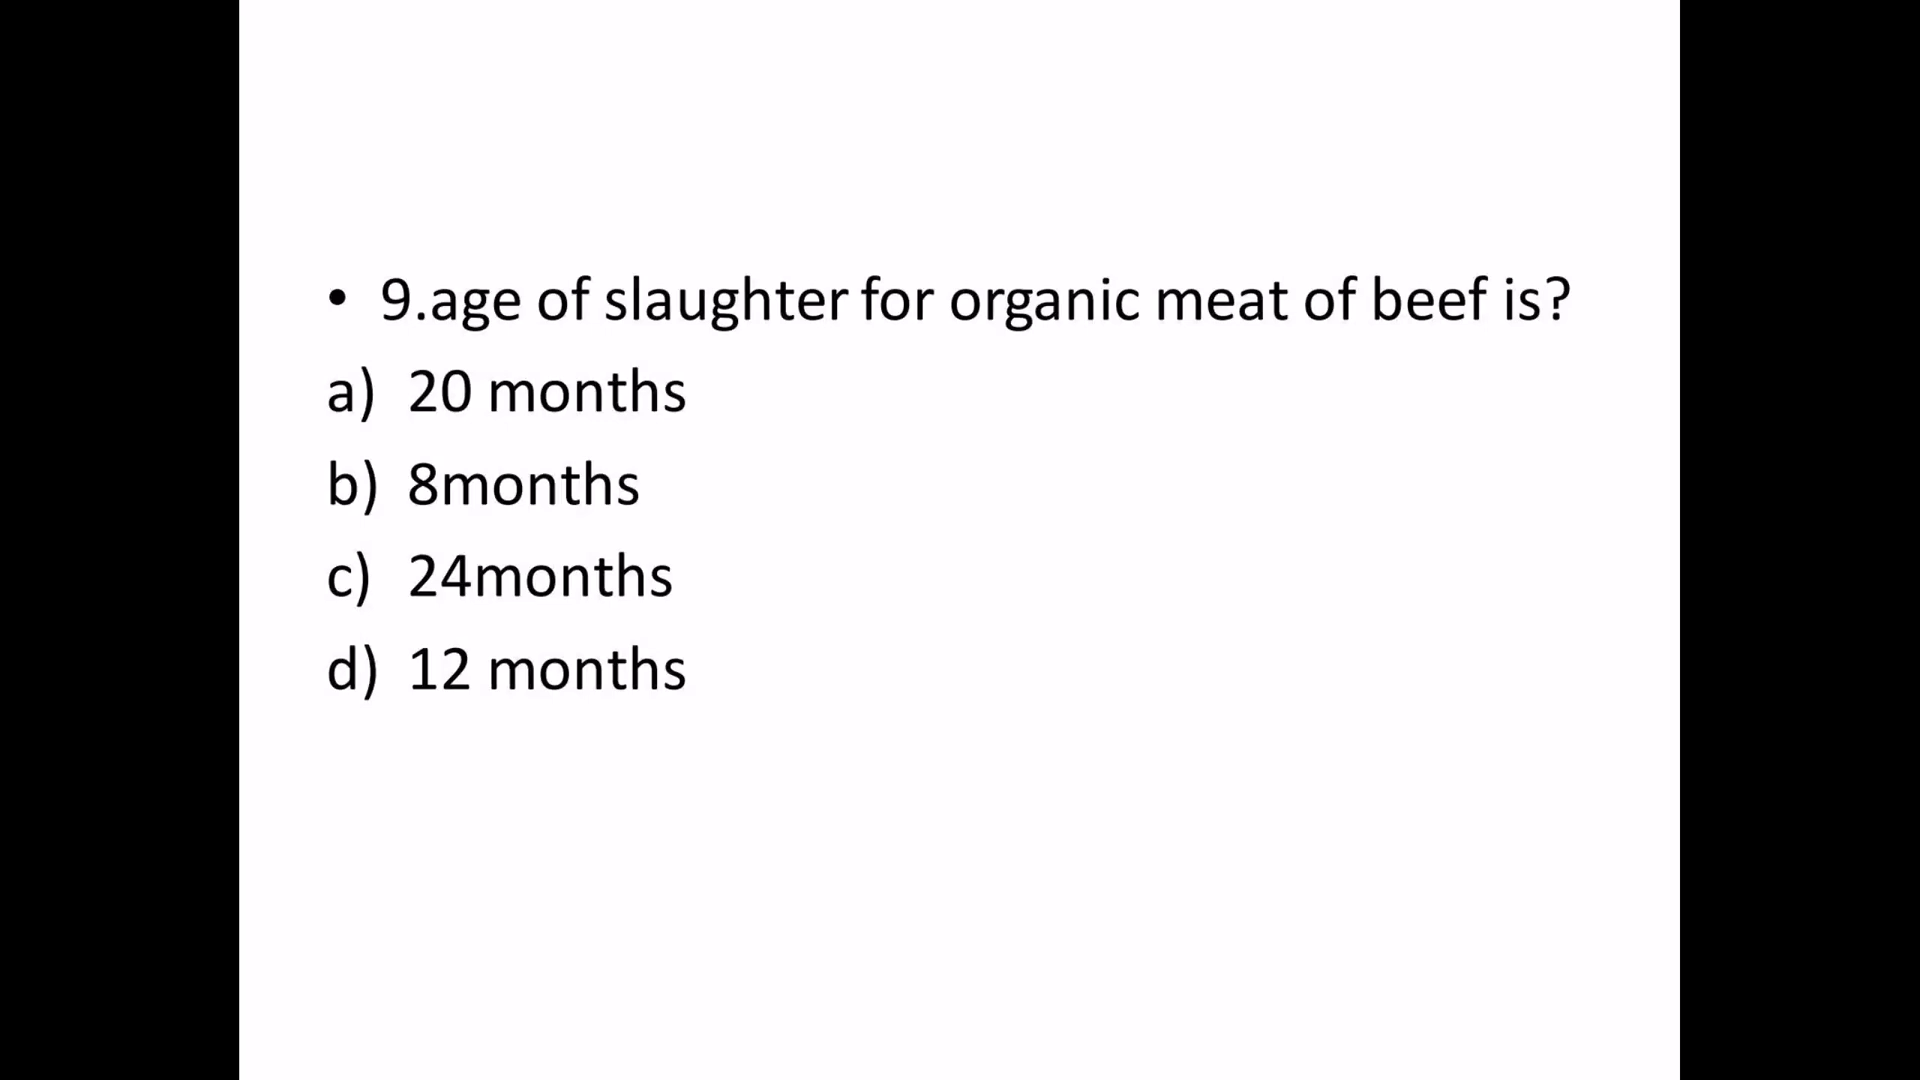 • 9.age of slaughter for organic meat of beef is?
a) 20 months
b) 8months
c) 24months
d) 12 months